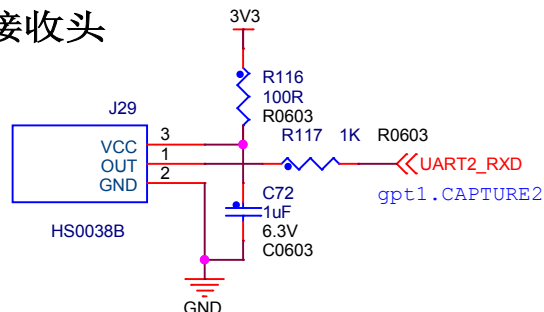 接收头
3V3
R116
100R
R0603
J29
R117 1K R0603
VCC 3
OUT 1
GND 2
UART2_RXD
gpt1.CAPTURE2
C72
1uF
6.3V
C0603
HS0038B
GND